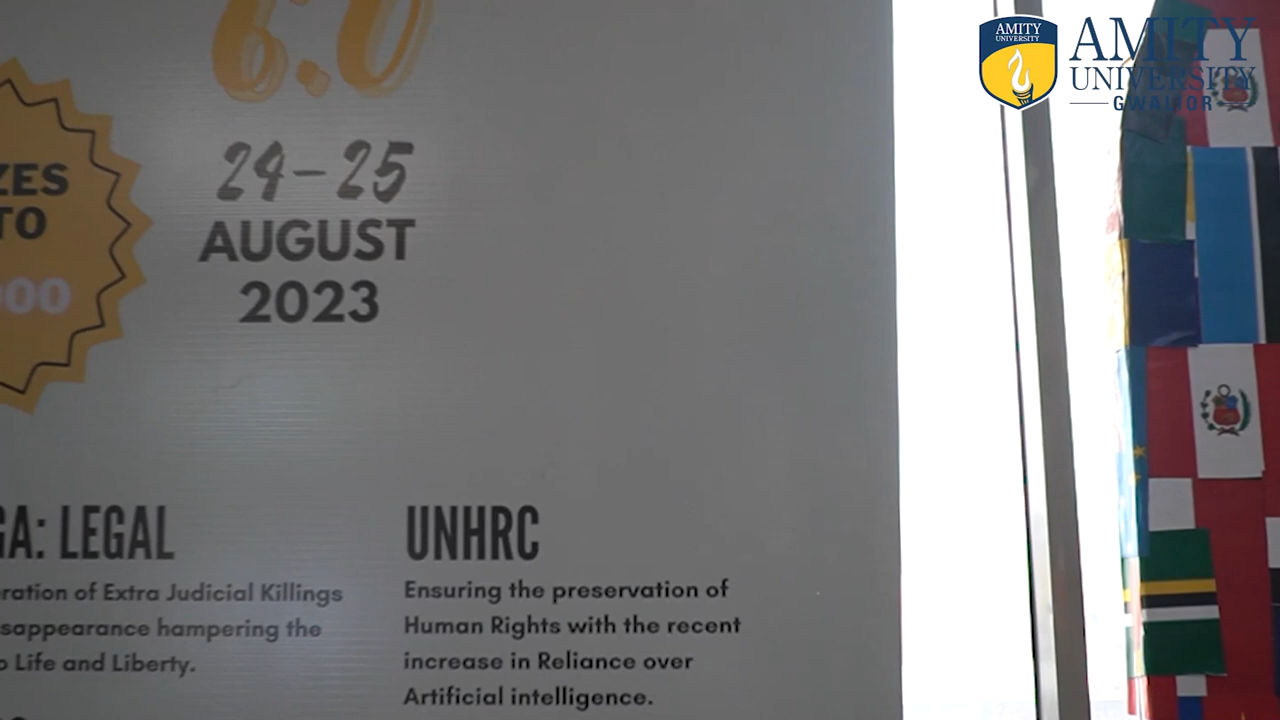 6.0
24-25
AUGUST
2023
ZES
TO
000
GA: LEGAL
ration of Extra Judicial Killings
sappearance hampering the
o Life and Liberty.
UNHRC
Ensuring the preservation of
Human Rights with the recent
increase in Reliance over
Artificial intelligence.
AMITY
UNIVERSITY
AMITY
UNIVERSITY
GWALIOR